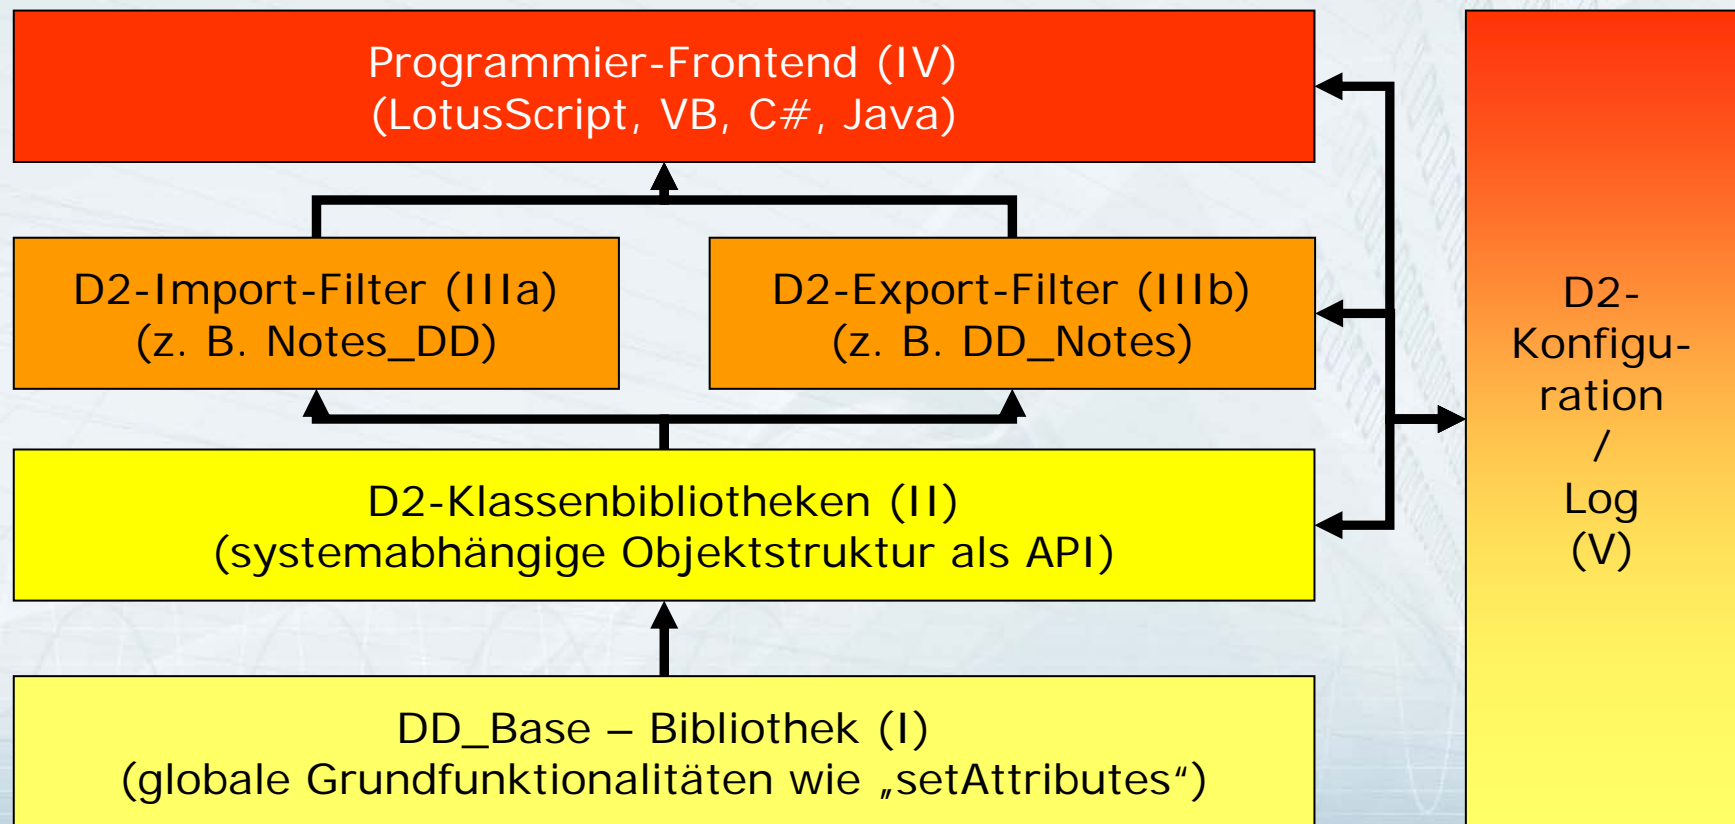 Programmier-Frontend (IV)
(LotusScript, VB, C#, Java)
D2-Import-Filter (IIIa)
(z. B. Notes_DD)
D2-Export-Filter (IIIb)
(z. B. DD_Notes)
D2-Klassenbibliotheken (II)
(systemabhängige Objektstruktur als API)
DD_Base – Bibliothek (I)
(globale Grundfunktionalitäten wie „setAttributes“)
D2-
Konfigu-
ration
/
Log
(V)